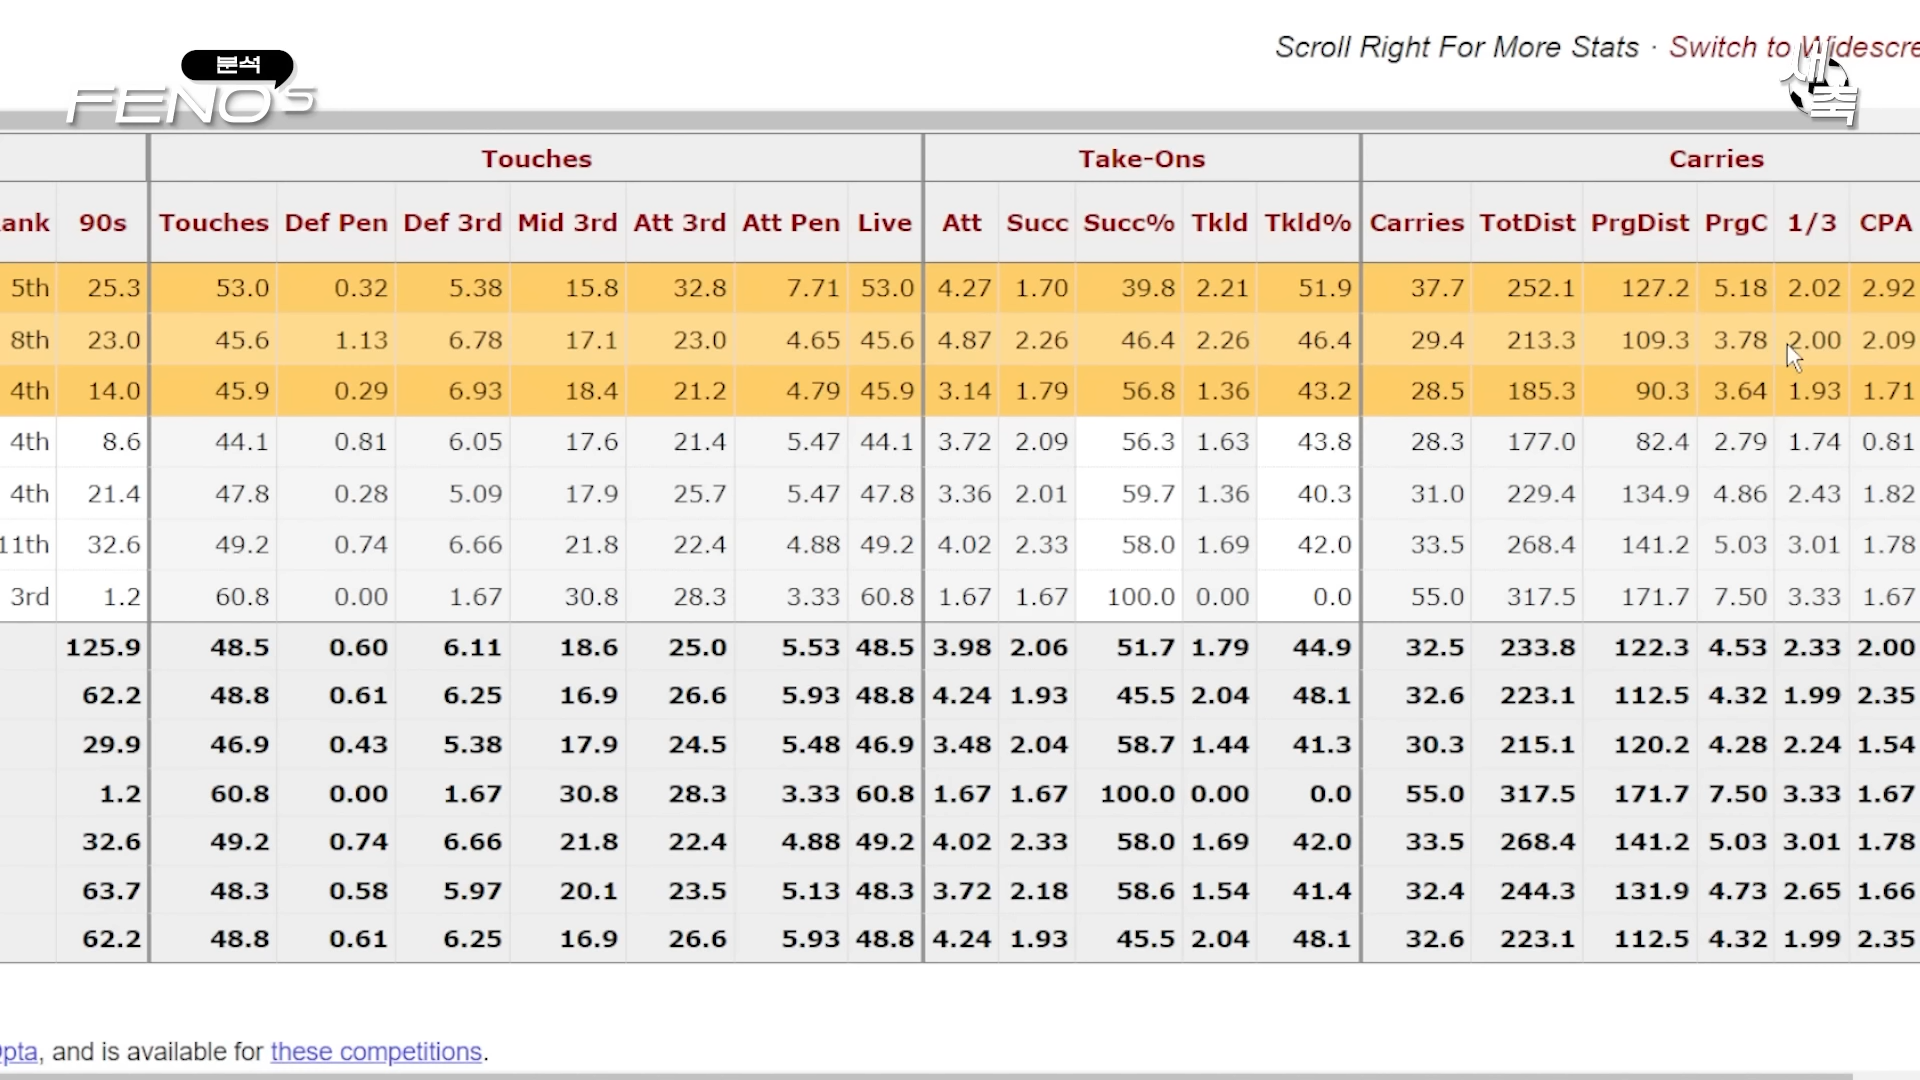 Scroll Right For More Stats · Switch to Widescre
분석
FENO's
세축
Touches Take-Ons Carries
ank 90s Touches Def Pen Def 3rd Mid 3rd Att 3rd Att Pen Live Att Succ Succ% Tkld Tkld% Carries TotDist PrgDist PrgC 1/3 CPA
5th 25.3 53.0 0.32 5.38 15.8 32.8 7.71 53.0 4.27 1.70 39.8 2.21 51.9 37.7 252.1 127.2 5.18 2.02 2.92
8th 23.0 45.6 1.13 6.78 17.1 23.0 4.65 45.6 4.87 2.26 46.4 2.26 46.4 29.4 213.3 109.3 3.78 2.00 2.09
4th 14.0 45.9 0.29 6.93 18.4 21.2 4.79 45.9 3.14 1.79 56.8 1.36 43.2 28.5 185.3 90.3 3.64 1.93 1.71
4th 8.6 44.1 0.81 6.05 17.6 21.4 5.47 44.1 3.72 2.09 56.3 1.63 43.8 28.3 177.0 82.4 2.79 1.74 0.81
4th 21.4 47.8 0.28 5.09 17.9 25.7 5.47 47.8 3.36 2.01 59.7 1.36 40.3 31.0 229.4 134.9 4.86 2.43 1.82
11th 32.6 49.2 0.74 6.66 21.8 22.4 4.88 49.2 4.02 2.33 58.0 1.69 42.0 33.5 268.4 141.2 5.03 3.01 1.78
3rd 1.2 60.8 0.00 1.67 30.8 28.3 3.33 60.8 1.67 1.67 100.0 0.00 0.0 55.0 317.5 171.7 7.50 3.33 1.67
125.9 48.5 0.60 6.11 18.6 25.0 5.53 48.5 3.98 2.06 51.7 1.79 44.9 32.5 233.8 122.3 4.53 2.33 2.00
62.2 48.8 0.61 6.25 16.9 26.6 5.93 48.8 4.24 1.93 45.5 2.04 48.1 32.6 223.1 112.5 4.32 1.99 2.35
29.9 46.9 0.43 5.38 17.9 24.5 5.48 46.9 3.48 2.04 58.7 1.44 41.3 30.3 215.1 120.2 4.28 2.24 1.54
1.2 60.8 0.00 1.67 30.8 28.3 3.33 60.8 1.67 1.67 100.0 0.00 0.0 55.0 317.5 171.7 7.50 3.33 1.67
32.6 49.2 0.74 6.66 21.8 22.4 4.88 49.2 4.02 2.33 58.0 1.69 42.0 33.5 268.4 141.2 5.03 3.01 1.78
63.7 48.3 0.58 5.97 20.1 23.5 5.13 48.3 3.72 2.18 58.6 1.54 41.4 32.4 244.3 131.9 4.73 2.65 1.66
62.2 48.8 0.61 6.25 16.9 26.6 5.93 48.8 4.24 1.93 45.5 2.04 48.1 32.6 223.1 112.5 4.32 1.99 2.35
pta, and is available for these competitions.